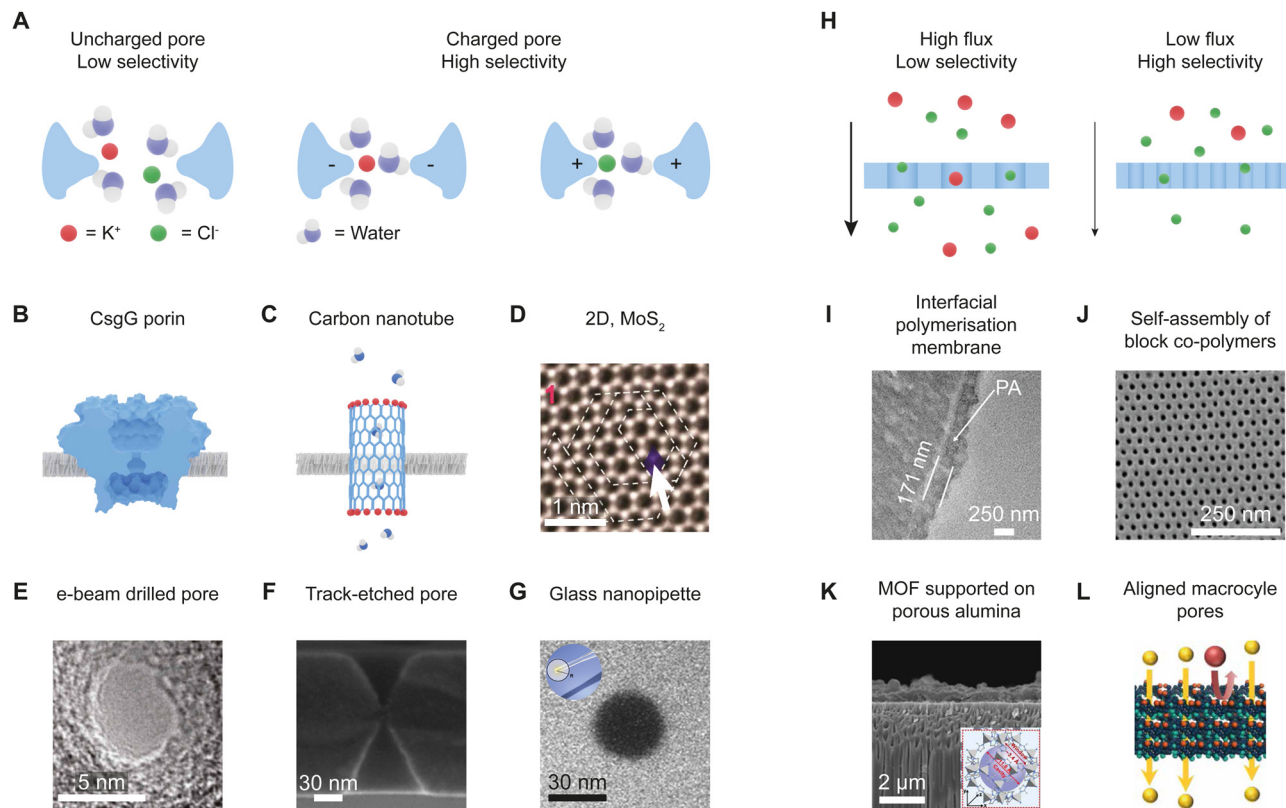 A
Uncharged pore
Low selectivity
Charged pore
High selectivity
- -
+ +
= K⁺
= Cl⁻
= Water
H
High flux
Low selectivity
Low flux
High selectivity
B
CsgG porin
C
Carbon nanotube
D
2D, MoS₂
1
1 nm
I
Interfacial
polymerisation
membrane
PA
171 nm
250 nm
J
Self-assembly of
block co-polymers
250 nm
E
e-beam drilled pore
5 nm
F
Track-etched pore
30 nm
G
Glass nanopipette
R
30 nm
K
MOF supported on
porous alumina
2 µm
Window
Cavity
L
Aligned macrocyle
pores